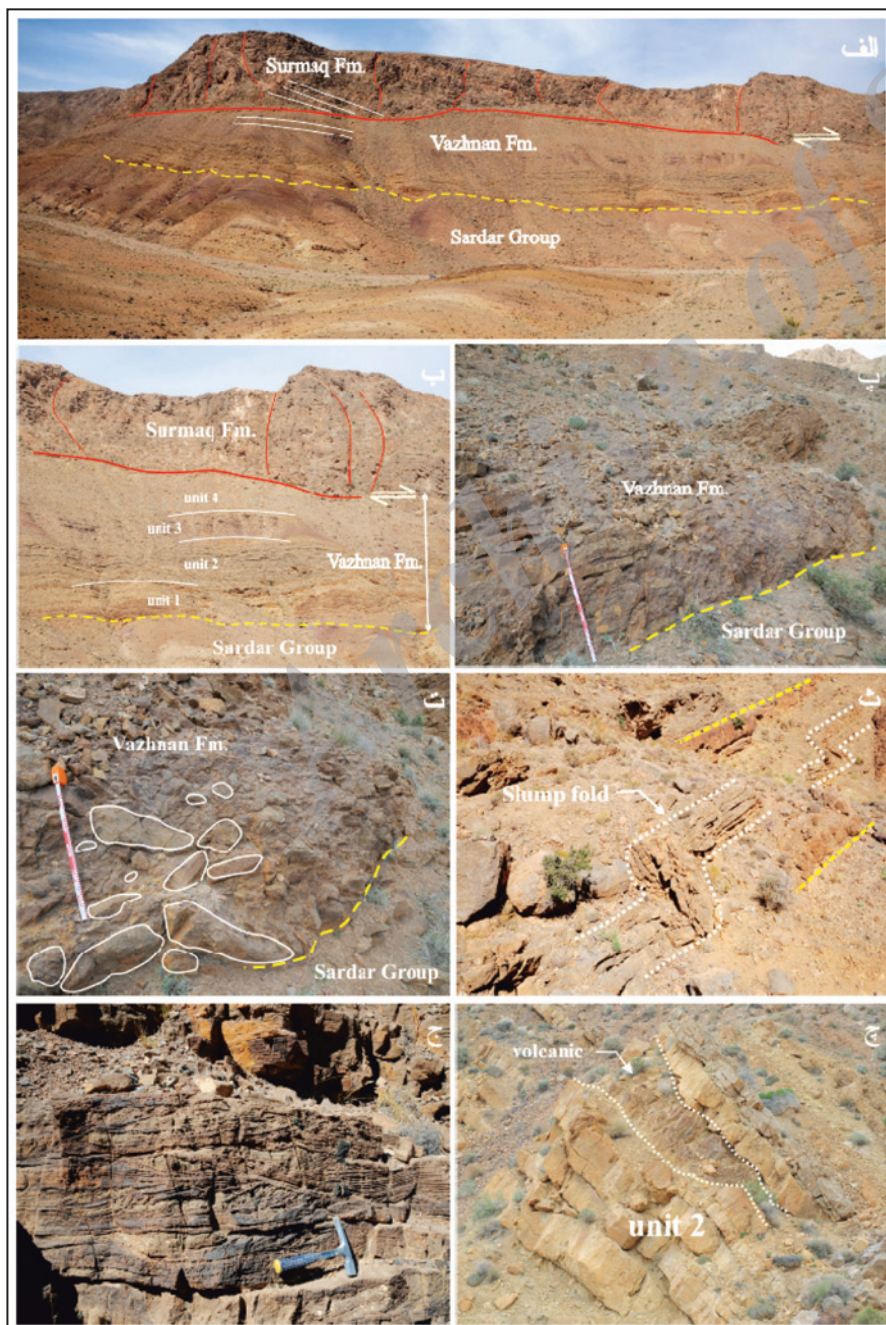 الف
Surmaq Fm.
Vazhnan Fm.
Sardar Group
ب
Surmaq Fm.
unit 4
unit 3
unit 2
Vazhnan Fm.
unit 1
Sardar Group
پ
Vazhnan Fm.
Sardar Group
ت
Vazhnan Fm.
Sardar Group
ث
Slump fold
ج
چ
volcanic
unit 2